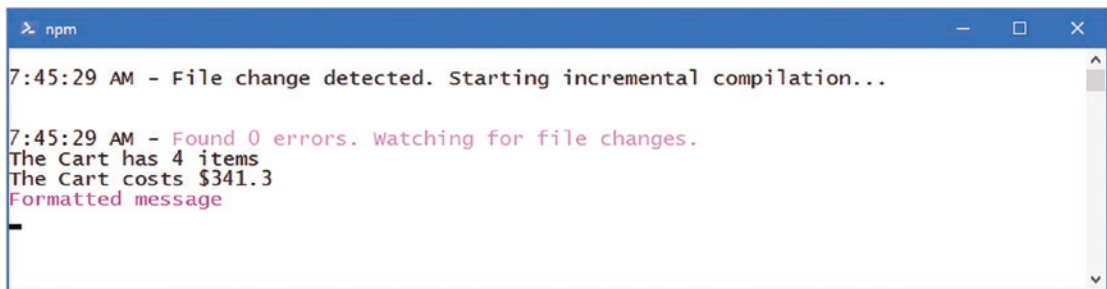 npm
7:45:29 AM - File change detected. Starting incremental compilation...
7:45:29 AM - Found 0 errors. Watching for file changes.
The Cart has 4 items
The Cart costs $341.3
Formatted message